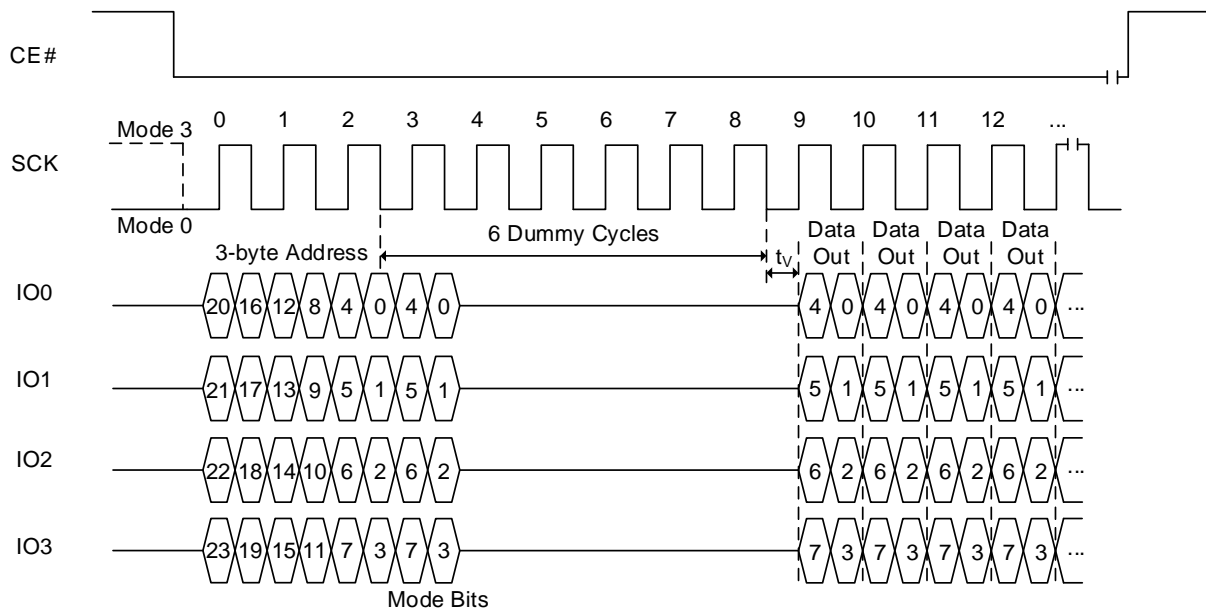 CE#
0 1 2 3 4 5 6 7 8 9 10 11 12 ...
Mode 3
SCK
Mode 0
6 Dummy Cycles
3-byte Address
tV
Data Out
Data Out
Data Out
Data Out
IO0
20 16 12 8 4 0 4 0 4 0 4 0 4 0 4 0 ...
IO1
21 17 13 9 5 1 5 1 5 1 5 1 5 1 5 1 ...
IO2
22 18 14 10 6 2 6 2 6 2 6 2 6 2 6 2 ...
IO3
23 19 15 11 7 3 7 3 7 3 7 3 7 3 7 3 ...
Mode Bits